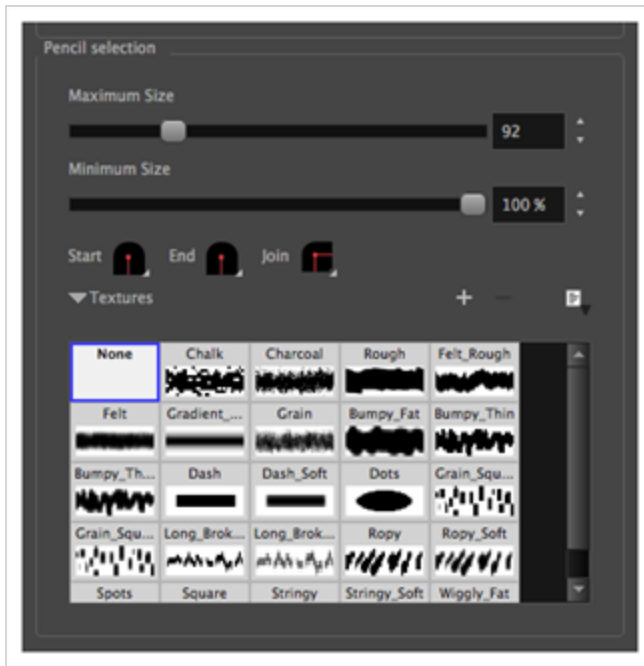 Pencil selection
Maximum Size
92
Minimum Size
100 %
Start End Join
Textures
None Chalk Charcoal Rough Felt_Rough
Felt Gradient_... Grain Bumpy_Fat Bumpy_Thin
Bumpy_Th... Dash Dash_Soft Dots Grain_Squ...
Grain_Squ... Long_Brok... Long_Brok... Ropy Ropy_Soft
Spots Square Stringy Stringy_Soft Wiggly_Fat